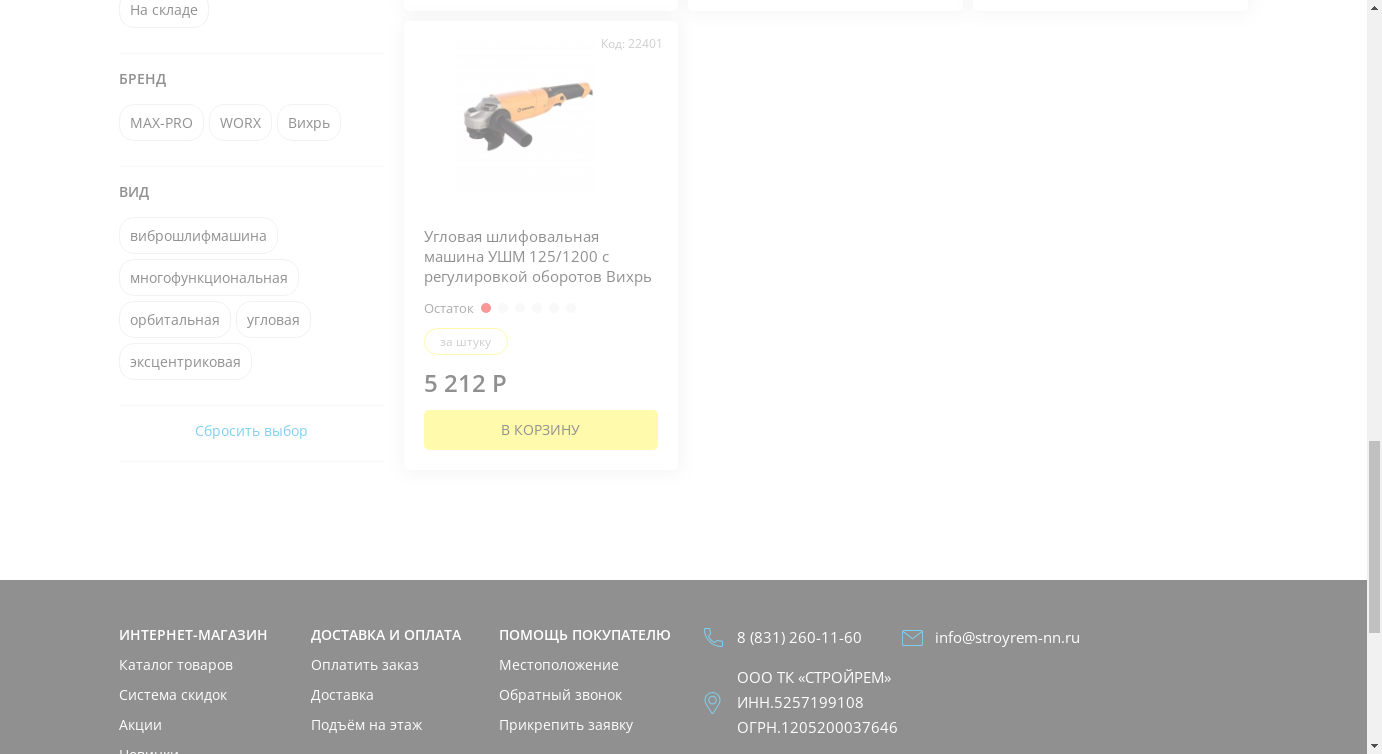 На складе
БРЕНД
MAX-PRO WORX Вихрь
ВИД
виброшлифмашина
многофункциональная
орбитальная угловая
эксцентриковая
Сбросить выбор
Код: 22401
Угловая шлифовальная
машина УШМ 125/1200 с
регулировкой оборотов Вихрь
Остаток
за штуку
5 212 Р
В КОРЗИНУ
ИНТЕРНЕТ-МАГАЗИН
Каталог товаров
Система скидок
Акции
Новинки
ДОСТАВКА И ОПЛАТА
Оплатить заказ
Доставка
Подъём на этаж
ПОМОЩЬ ПОКУПАТЕЛЮ
Местоположение
Обратный звонок
Прикрепить заявку
8 (831) 260-11-60
info@stroyrem-nn.ru
ООО ТК «СТРОЙРЕМ»
ИНН.5257199108
ОГРН.1205200037646